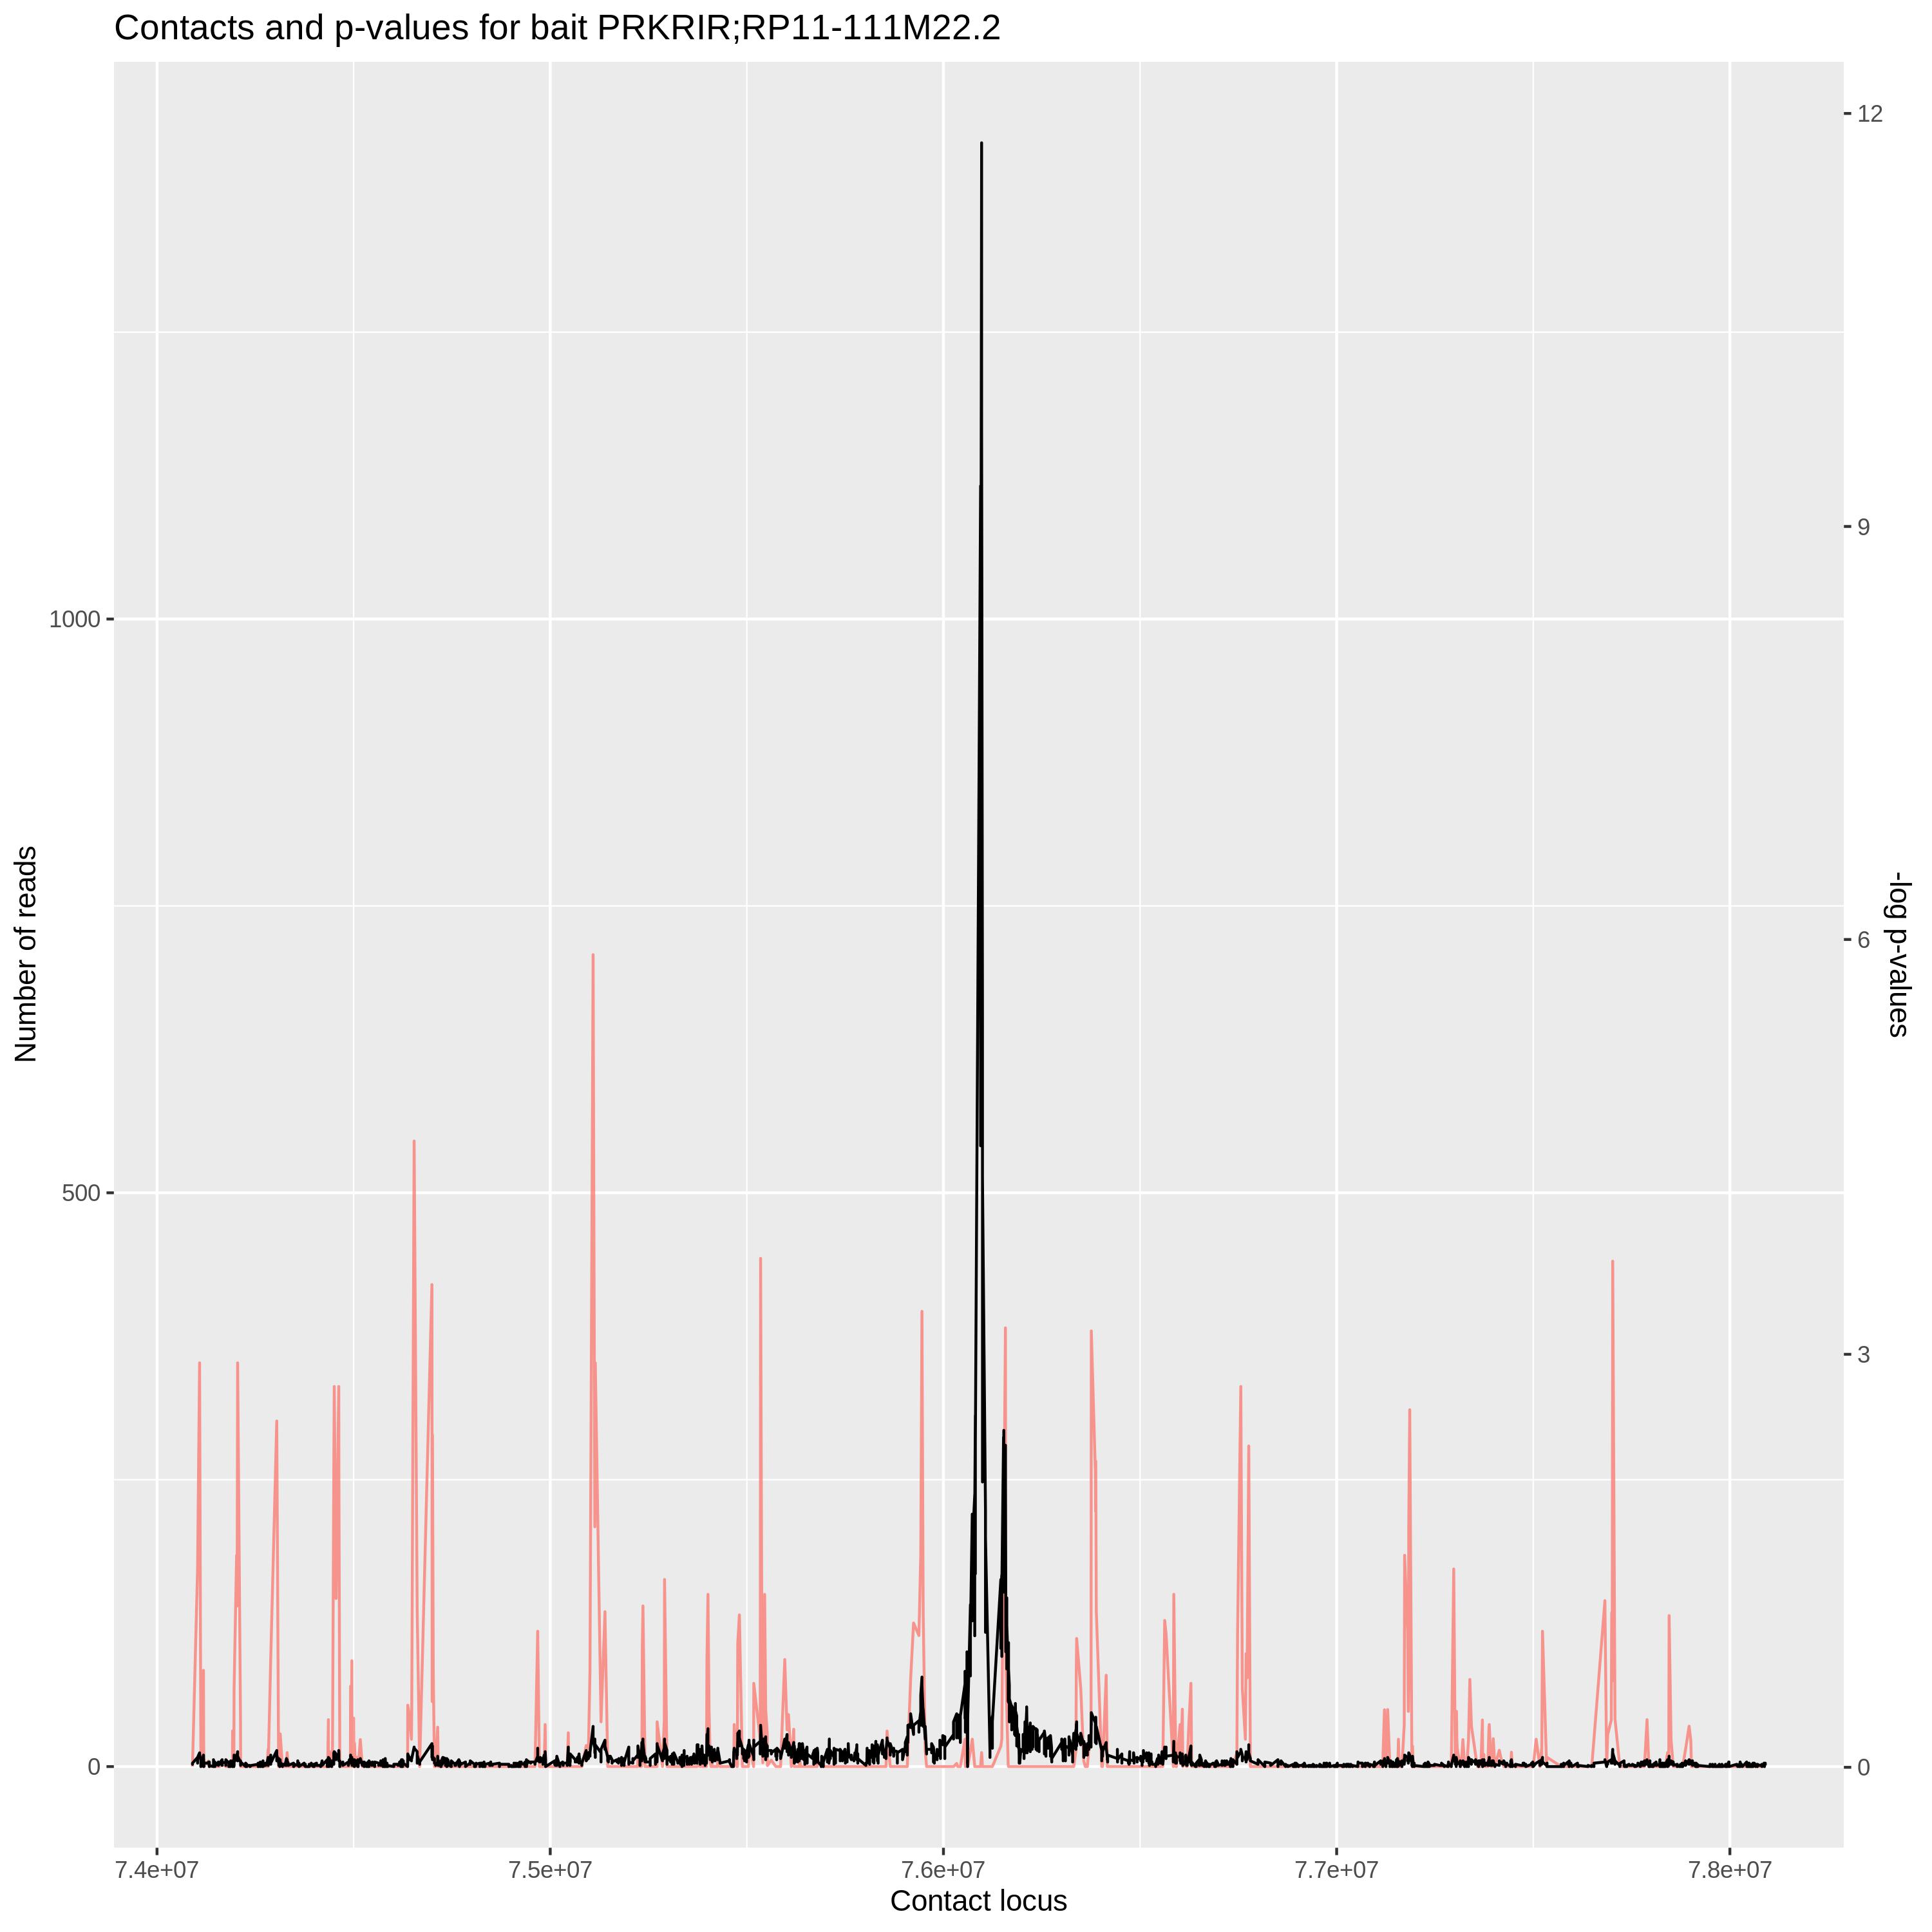 Contacts and p-values for bait PRKRIR;RP11-111M22.2
12
9
1000
6
Number of reads
-log p-values
500
3
0
0
7.4e+07
7.5e+07
7.6e+07
7.7e+07
7.8e+07
Contact locus